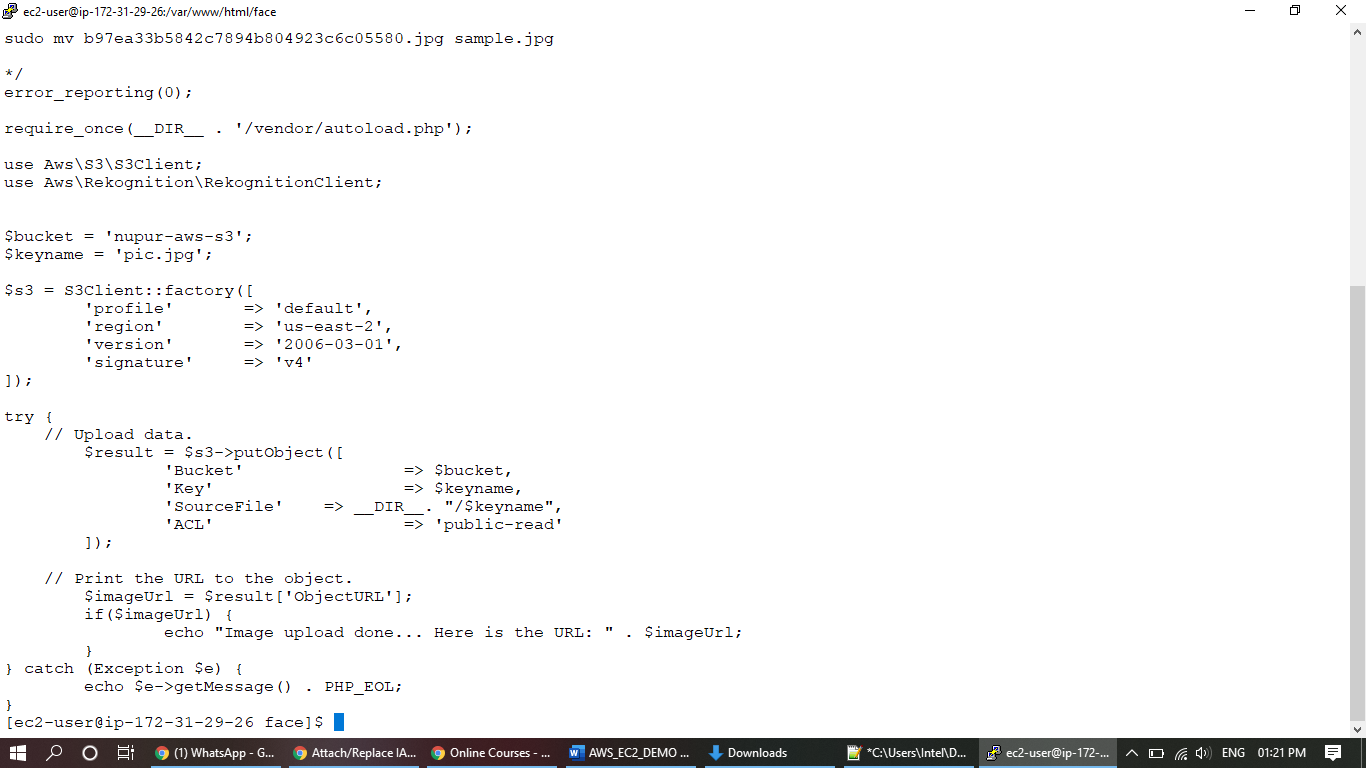 ec2-user@ip-172-31-29-26:/var/www/html/face
sudo mv b97ea33b5842c7894b804923c6c05580.jpg sample.jpg
*/
error_reporting(0);
require_once(__DIR__ . '/vendor/autoload.php');
use Aws\S3\S3Client;
use Aws\Rekognition\RekognitionClient;
$bucket = 'nupur-aws-s3';
$keyname = 'pic.jpg';
$s3 = S3Client::factory([
'profile' => 'default',
'region' => 'us-east-2',
'version' => '2006-03-01',
'signature' => 'v4'
]);
try {
// Upload data.
$result = $s3->putObject([
'Bucket' => $bucket,
'Key' => $keyname,
'SourceFile' => __DIR__. "/$keyname",
'ACL' => 'public-read'
]);
// Print the URL to the object.
$imageUrl = $result['ObjectURL'];
if($imageUrl) {
echo "Image upload done... Here is the URL: " . $imageUrl;
}
} catch (Exception $e) {
echo $e->getMessage() . PHP_EOL;
}
[ec2-user@ip-172-31-29-26 face]$
(1) WhatsApp - G... Attach/Replace IA... Online Courses - ... AWS_EC2_DEMO ... Downloads *C:\Users\Intel\D... ec2-user@ip-172-... ENG 01:21 PM